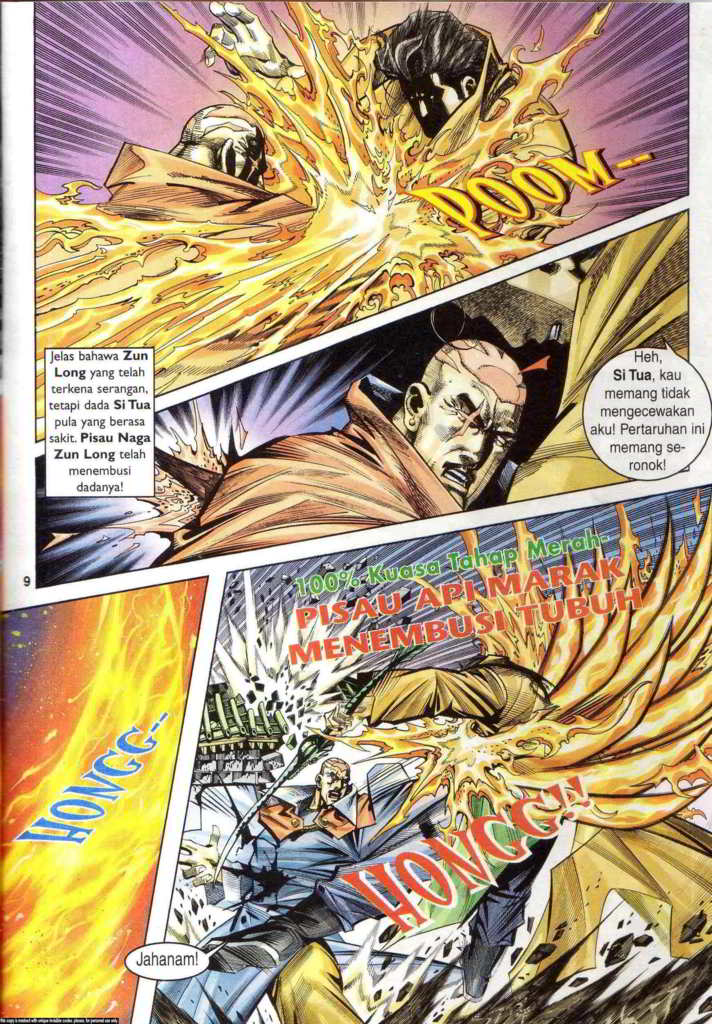 POOM--
Jelas bahawa Zun
Long yang telah
terkena serangan,
tetapi dada Si Tua
pula yang berasa
sakit. Pisau Naga
Zun Long telah
menembusi
dadanya!
Heh,
Si Tua, kau
memang tidak
mengecewakan
aku! Pertaruhan ini
memang se-
ronok!
9
100% Kuasa Tahap Merah-
PISAU API MARAK
MENEMBUSI TUBUH
HONGG--
HONGG!!
Jahanam!